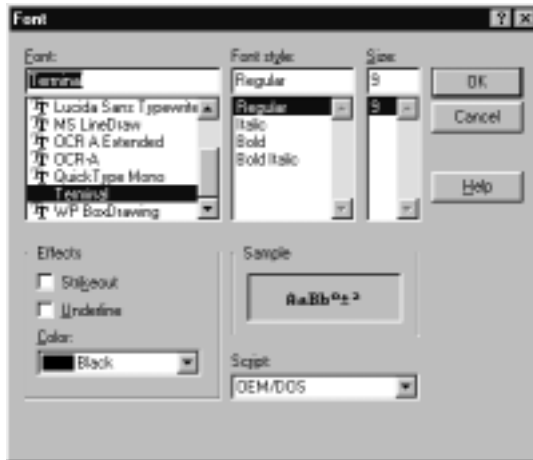 Font
Font:
Font style:
Size:
Terminal
Regular
9
OK
Lucida Sans Typewrite
Regular
9
MS LineDraw
Italic
Cancel
OCR A Extended
Bold
OCR-A
Bold Italic
QuickType Mono
Terminal
Help
WP BoxDrawing
Effects
Sample
Strikeout
AaBb
Underline
Color:
Black
Script:
OEM/DOS